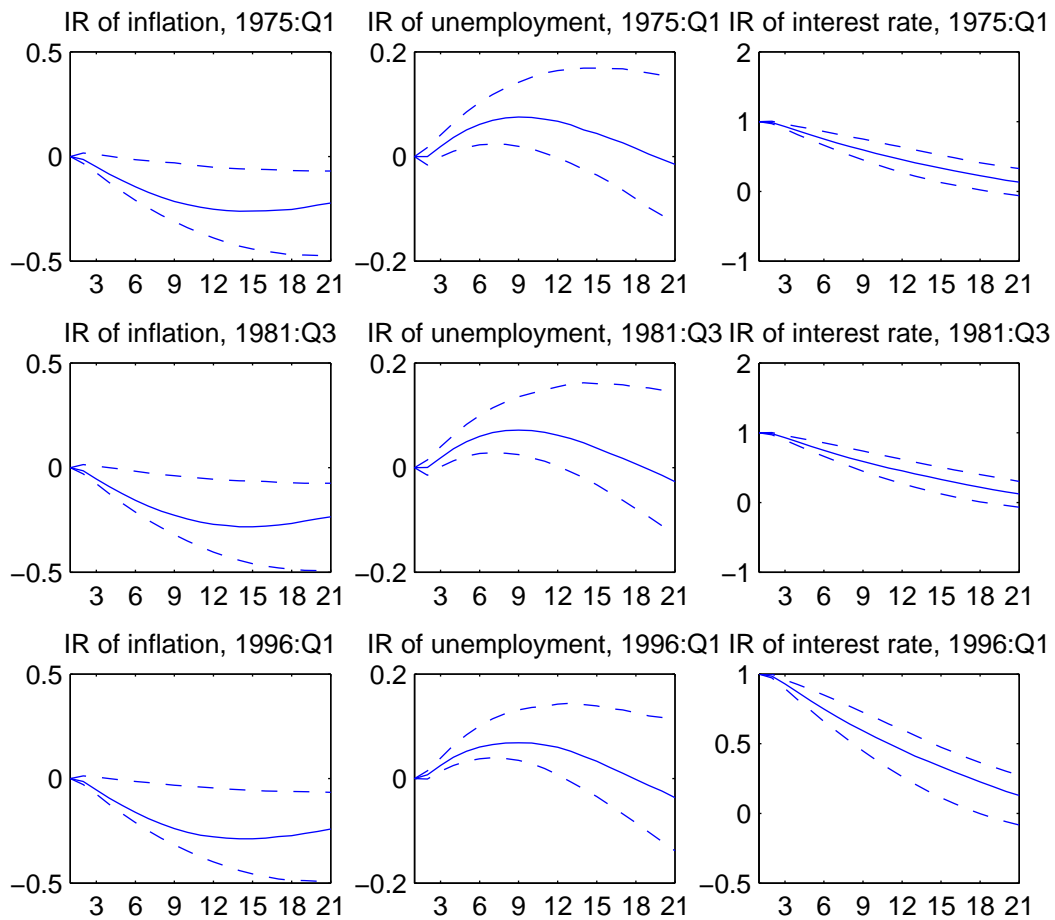 IR of inflation, 1975:Q1 IR of unemployment, 1975:Q1 IR of interest rate, 1975:Q1
0.5 0.2 2
1
0 0 
0
−0.5 −0.2 −1
3 6 9 12 15 18 21 3 6 9 12 15 18 21 3 6 9 12 15 18 21
IR of inflation, 1981:Q3 IR of unemployment, 1981:Q3 IR of interest rate, 1981:Q3
0.5 0.2 2
1
0 0
0
−0.5 −0.2 −1
3 6 9 12 15 18 21 3 6 9 12 15 18 21 3 6 9 12 15 18 21
IR of inflation, 1996:Q1 IR of unemployment, 1996:Q1 IR of interest rate, 1996:Q1
0.5 0.2 1
0.5
0 0
0
−0.5 −0.2 −0.5
3 6 9 12 15 18 21 3 6 9 12 15 18 21 3 6 9 12 15 18 21